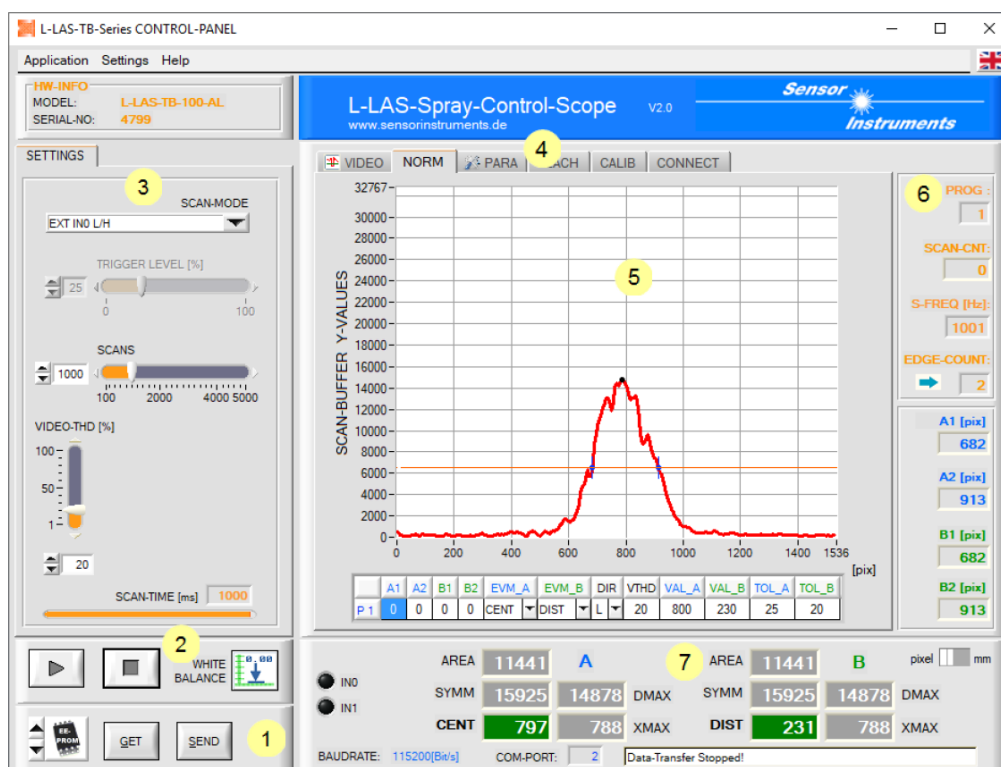 L-LAS-TB-Series CONTROL-PANEL
Application Settings Help
HW-INFO
MODEL: L-LAS-TB-100-AL
SERIAL-NO: 4799
L-LAS-Spray-Control-Scope V2.0
www.sensorinstruments.de
Sensor
Instruments
SETTINGS
3
SCAN-MODE
EXT IN0 L/H
TRIGGER LEVEL [%]
25
0 100
SCANS
1000
100 2000 4000 5000
VIDEO-THD [%]
100
50
1
20
SCAN-TIME [ms] 1000
VIDEO NORM PARA 4 CALIB CONNECT
SCAN-BUFFER Y-VALUES
32767
30000
28000
26000
24000
22000
20000
18000
16000
14000
12000
10000
8000
6000
4000
2000
0
5
0 200 400 600 800 1000 1200 1400 1536
[pix]
A1 A2 B1 B2 EVM_A EVM_B DIR VTHD VAL_A VAL_B TOL_A TOL_B
P 1 0 0 0 0 CENT DIST L 20 800 230 25 20
6
PROG :
1
SCAN-CNT:
0
S-FREQ [Hz]:
1001
EDGE-COUNT:
2
A1 [pix]
682
A2 [pix]
913
B1 [pix]
682
B2 [pix]
913
2
WHITE
BALANCE
0.00
EE-
PROM
GET SEND 1
IN0
IN1
AREA 11441 A
SYMM 15925 14878 DMAX
CENT 797 788 XMAX
7
AREA 11441 B pixel mm
SYMM 15925 14878 DMAX
DIST 231 788 XMAX
BAUDRATE: 115200[Bit/s] COM-PORT: 2 Data-Transfer Stopped!